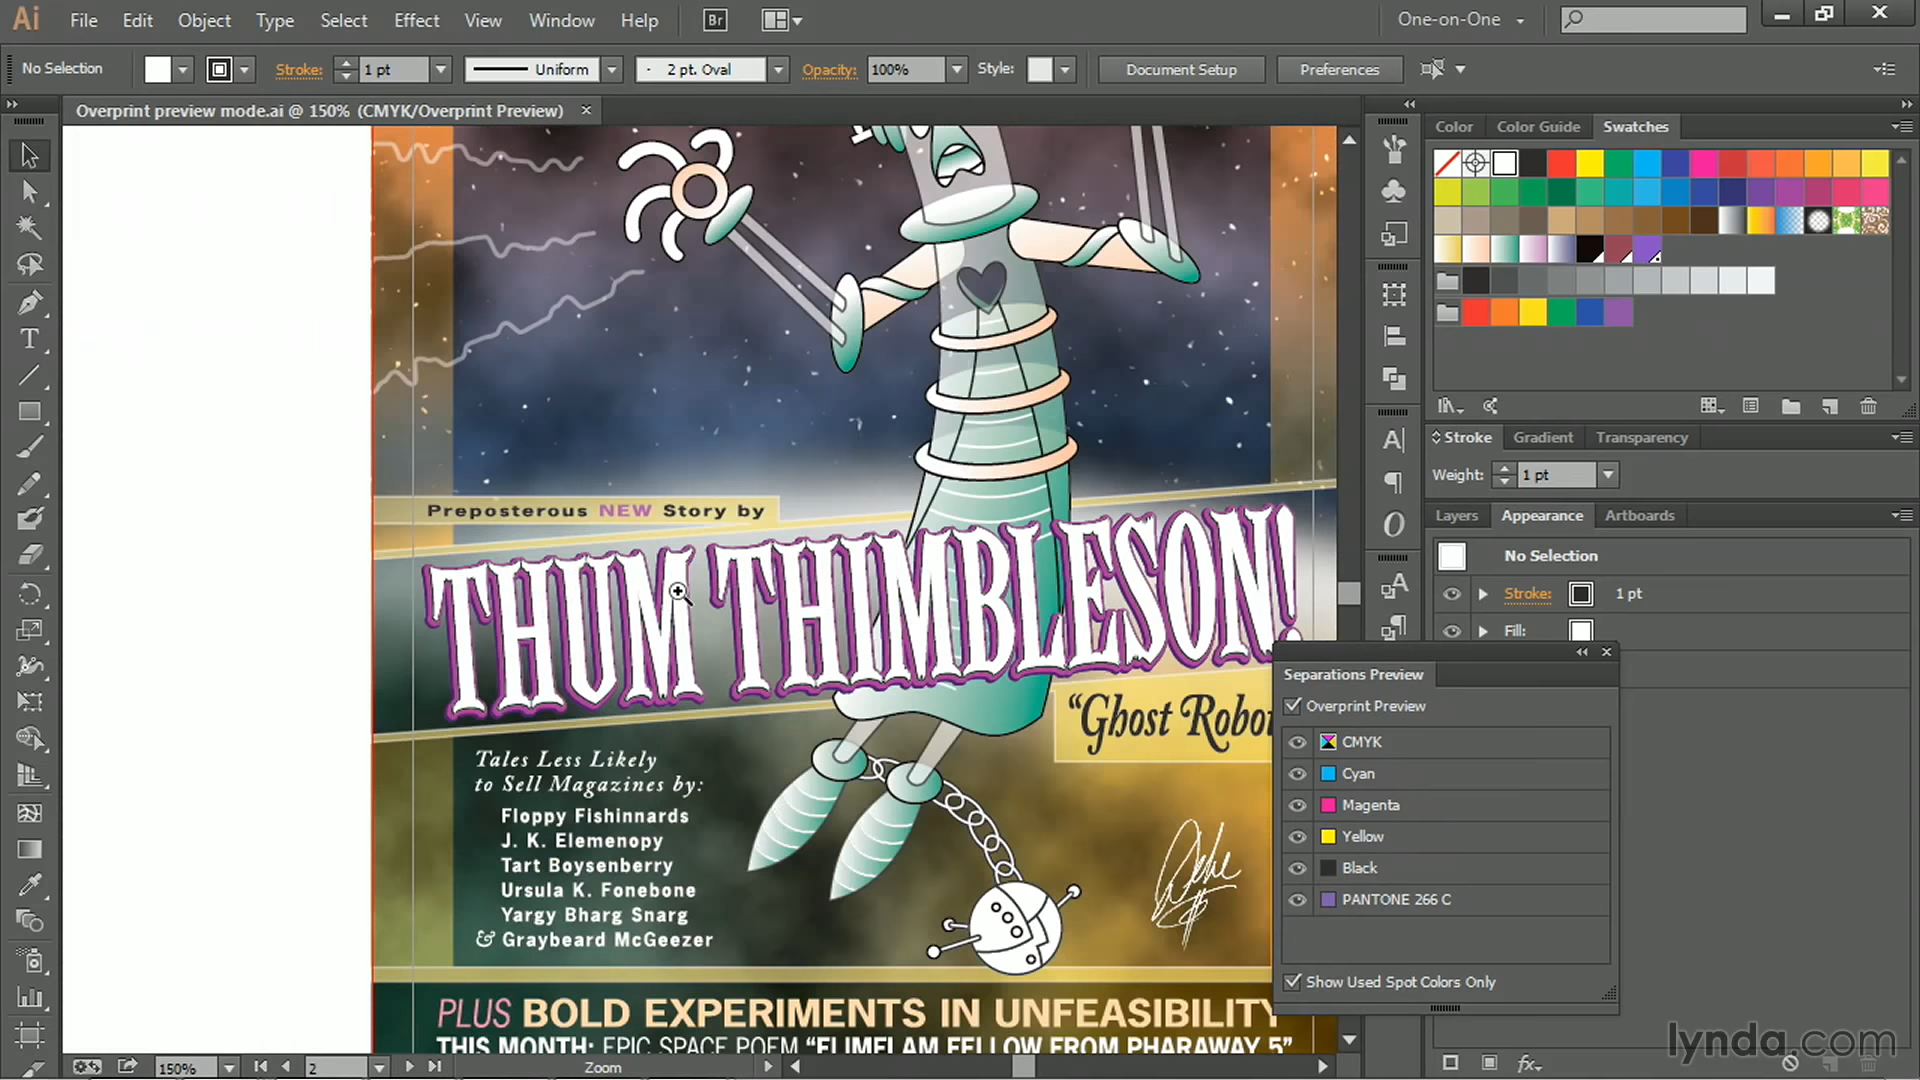 Ai File Edit Object Type Select Effect View Window Help Br One-on-One
No Selection Stroke: 1 pt Uniform 2 pt. Oval Opacity: 100% Style: Document Setup Preferences
Overprint preview mode.ai @ 150% (CMYK/Overprint Preview)
Color Color Guide Swatches
Stroke Gradient Transparency
Weight: 1 pt
Layers Appearance Artboards
No Selection
Stroke: 1 pt
Fill:
Separations Preview
Overprint Preview
CMYK
Cyan
Magenta
Yellow
Black
PANTONE 266 C
Show Used Spot Colors Only
Preposterous NEW Story by
THUM THIMBLESON!
"Ghost Robot
Tales Less Likely
to Sell Magazines by:
Floppy Fishinnards
J. K. Elemenopy
Tart Boysenberry
Ursula K. Fonebone
Yargy Bharg Snarg
& Graybeard McGeezer
PLUS BOLD EXPERIMENTS IN UNFEASIBILITY
THIS MONTH: EPIC SPACE POEM "FLIMFLAM FELLOW FROM PHARAWAY 5"
150% 2 Zoom
lynda.com